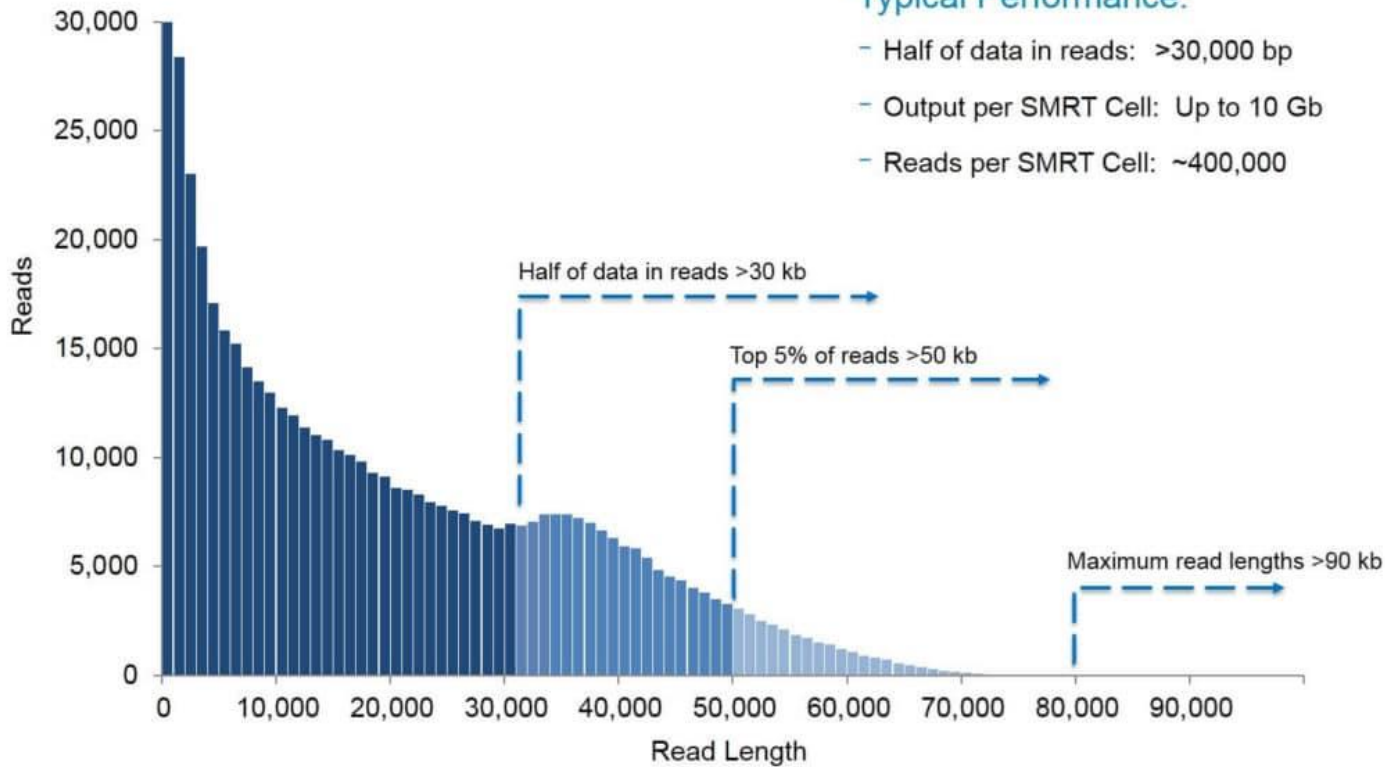 Typical Performance:
- Half of data in reads: >30,000 bp
- Output per SMRT Cell: Up to 10 Gb
- Reads per SMRT Cell: ~400,000
30,000
25,000
20,000
15,000
10,000
5,000
0
Reads
Half of data in reads >30 kb
Top 5% of reads >50 kb
Maximum read lengths >90 kb
0 10,000 20,000 30,000 40,000 50,000 60,000 70,000 80,000 90,000
Read Length